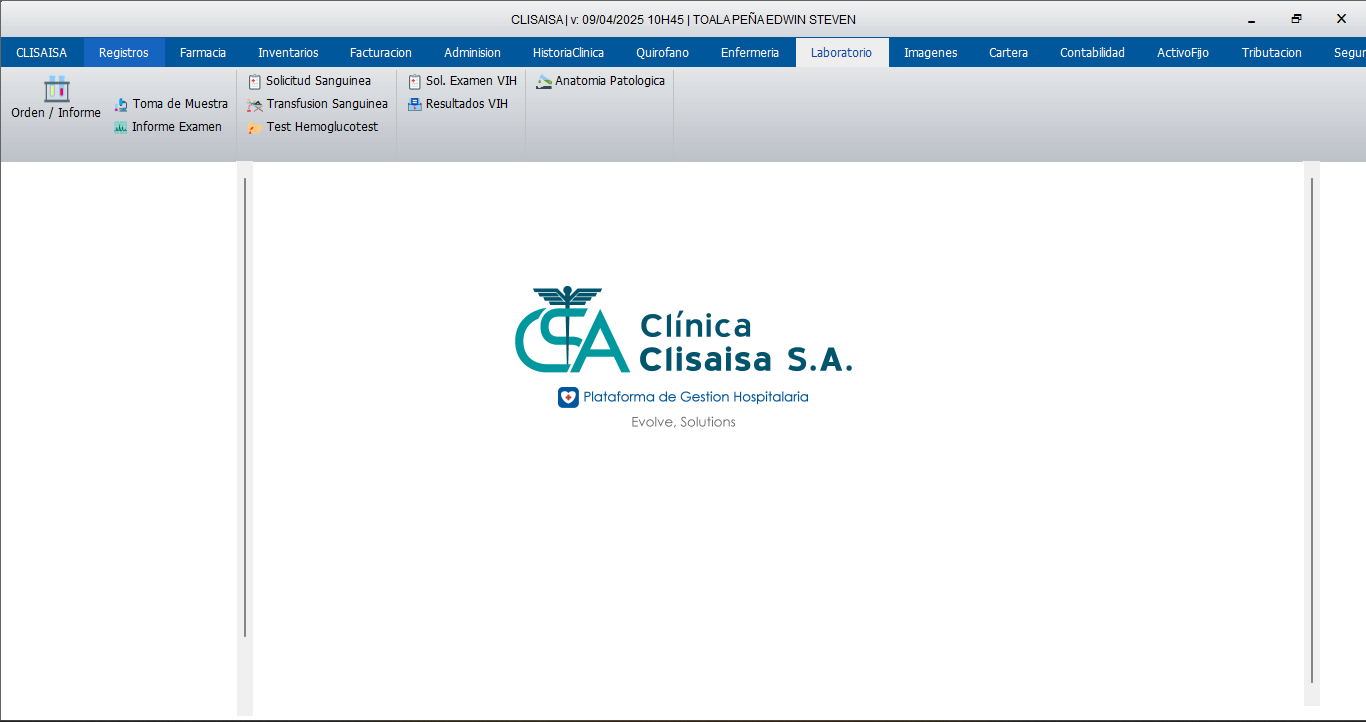 CLISAISA | v: 09/04/2025 10H45 | TOALA PEÑA EDWIN STEVEN
CLISAISA Registros Farmacia Inventarios Facturacion Adminision HistoriaClinica Quirofano Enfermeria Laboratorio Imagenes Cartera Contabilidad ActivoFijo Tributacion Segur
Orden / Informe
Toma de Muestra
Informe Examen
Solicitud Sanguinea
Transfusion Sanguinea
Test Hemoglucotest
Sol. Examen VIH
Resultados VIH
Anatomia Patologica
CSA
Clínica
Clisaisa S.A.
Plataforma de Gestion Hospitalaria
Evolve, Solutions